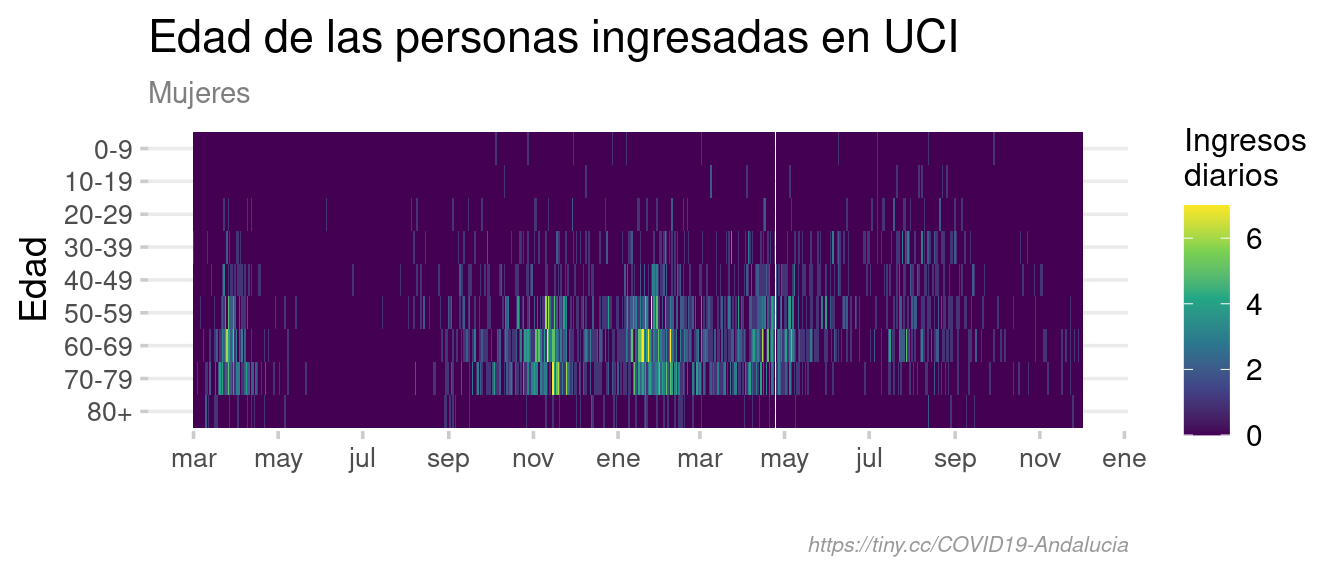 Edad de las personas ingresadas en UCI
Mujeres
Edad
0-9
10-19
20-29
30-39
40-49
50-59
60-69
70-79
80+
mar may jul sep nov ene mar may jul sep nov ene
Ingresos
diarios
6
4
2
0
https://tiny.cc/COVID19-Andalucia